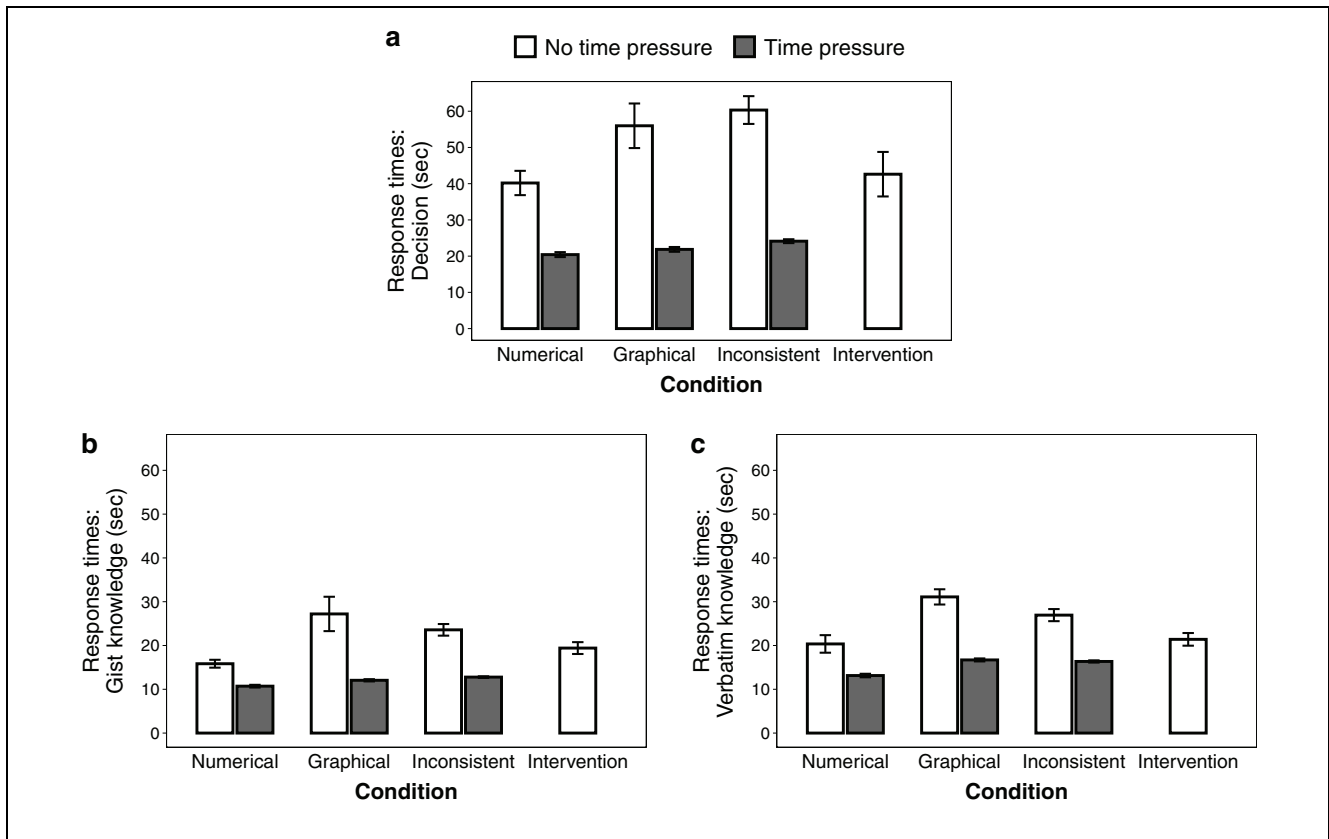 a
No time pressure Time pressure
Response times:
Decision (sec)
60
50
40
30
20
10
0
Numerical Graphical Inconsistent Intervention
Condition
b
Response times:
Gist knowledge (sec)
60
50
40
30
20
10
0
Numerical Graphical Inconsistent Intervention
Condition
c
Response times:
Verbatim knowledge (sec)
60
50
40
30
20
10
0
Numerical Graphical Inconsistent Intervention
Condition